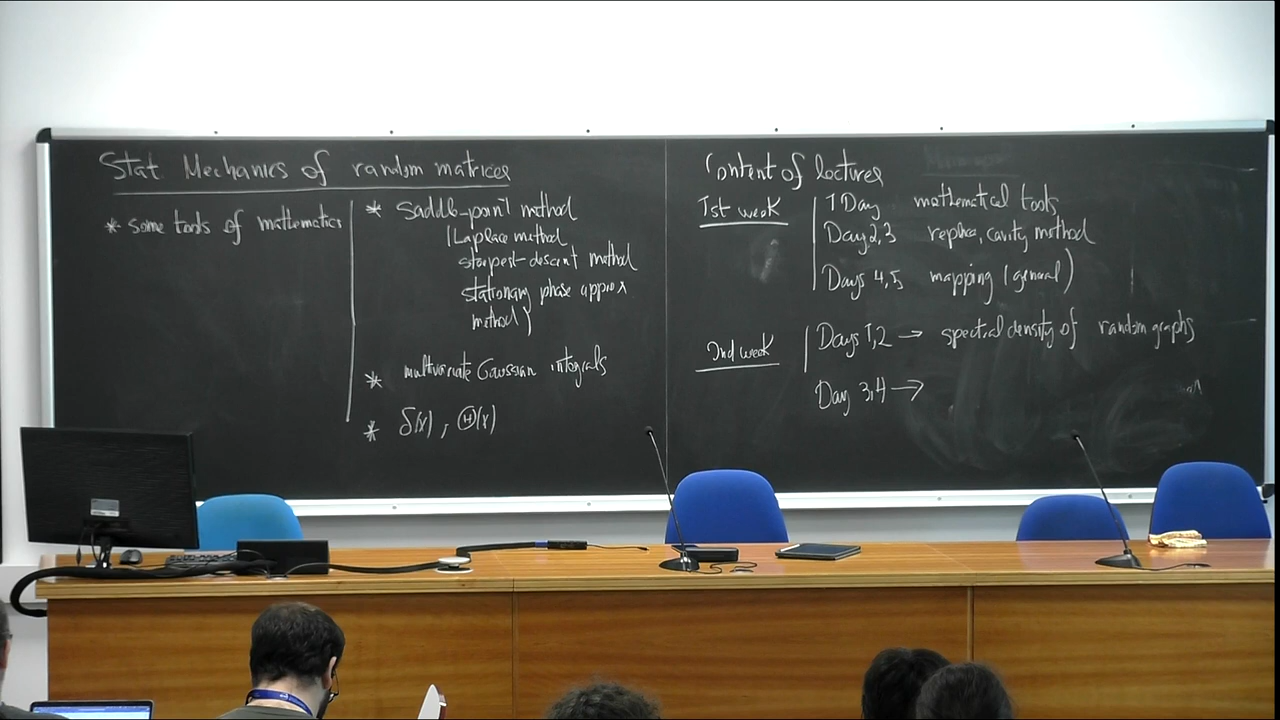 Stat Mechanics of random matrices
* some tools of mathematics
* Saddle-point method
(Laplace method
steepest-descent method
stationary phase approx
method)
* multivariate Gaussian integrals
* δ(x), Θ(x)
Content of lectures
1st week
1 Day mathematical tools
Day 2,3 replica, cavity method
Days 4,5 mapping (general)
2nd week
Days 1,2 → spectral density of random graphs
Day 3,4 →